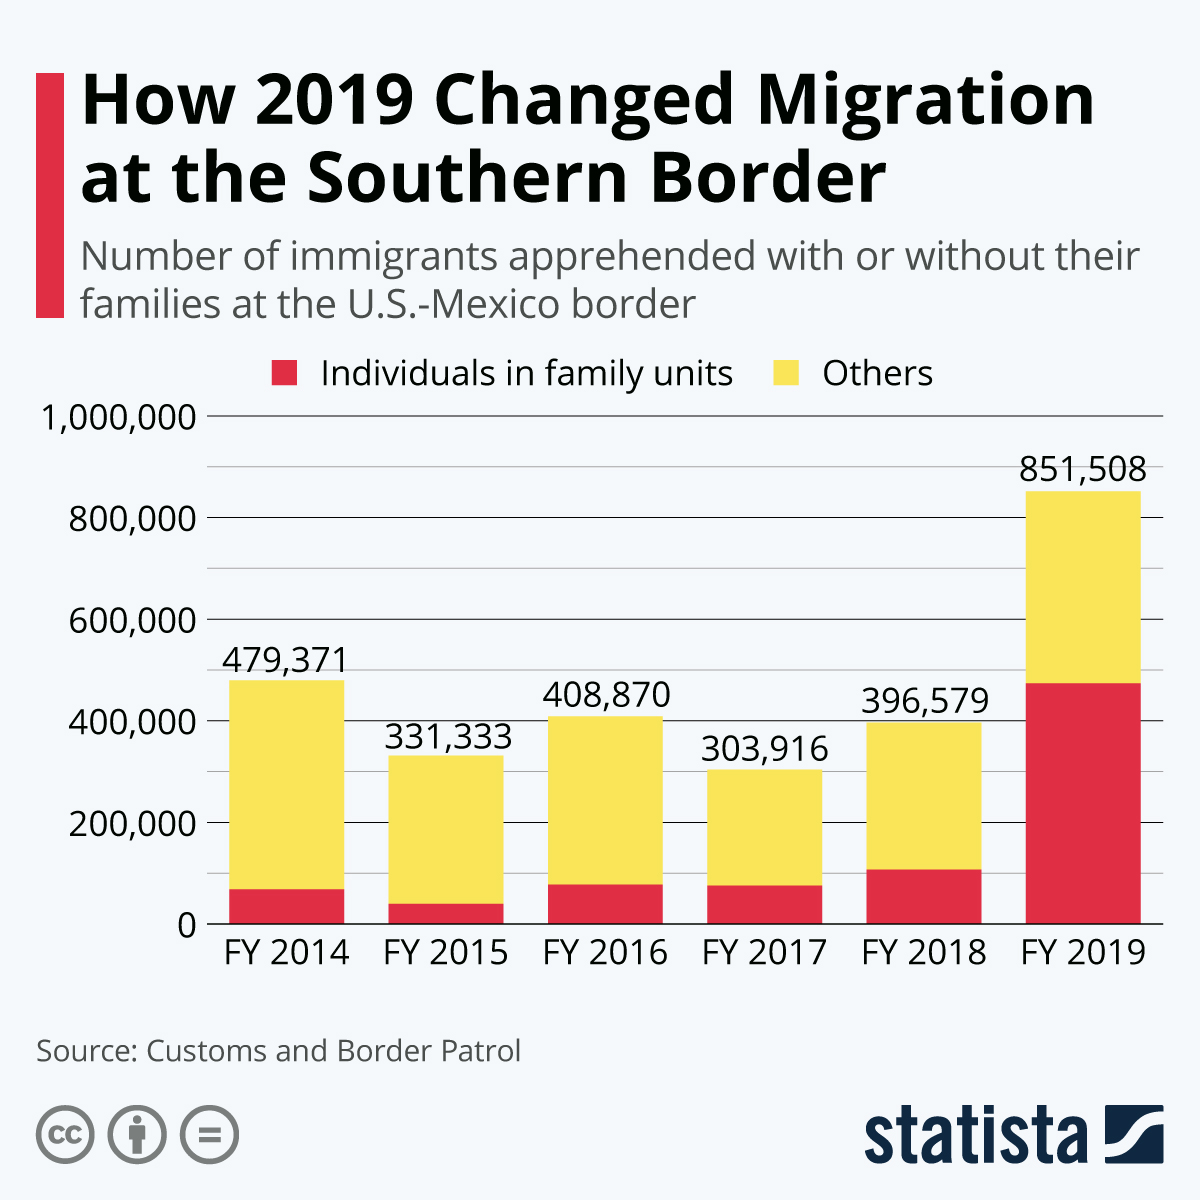 How 2019 Changed Migration
at the Southern Border
Number of immigrants apprehended with or without their
families at the U.S.-Mexico border
Individuals in family units Others
1,000,000
851,508
800,000
600,000
479,371
408,870
396,579
400,000
331,333
303,916
200,000
0
FY 2014 FY 2015 FY 2016 FY 2017 FY 2018 FY 2019
Source: Customs and Border Patrol
cc =
statista